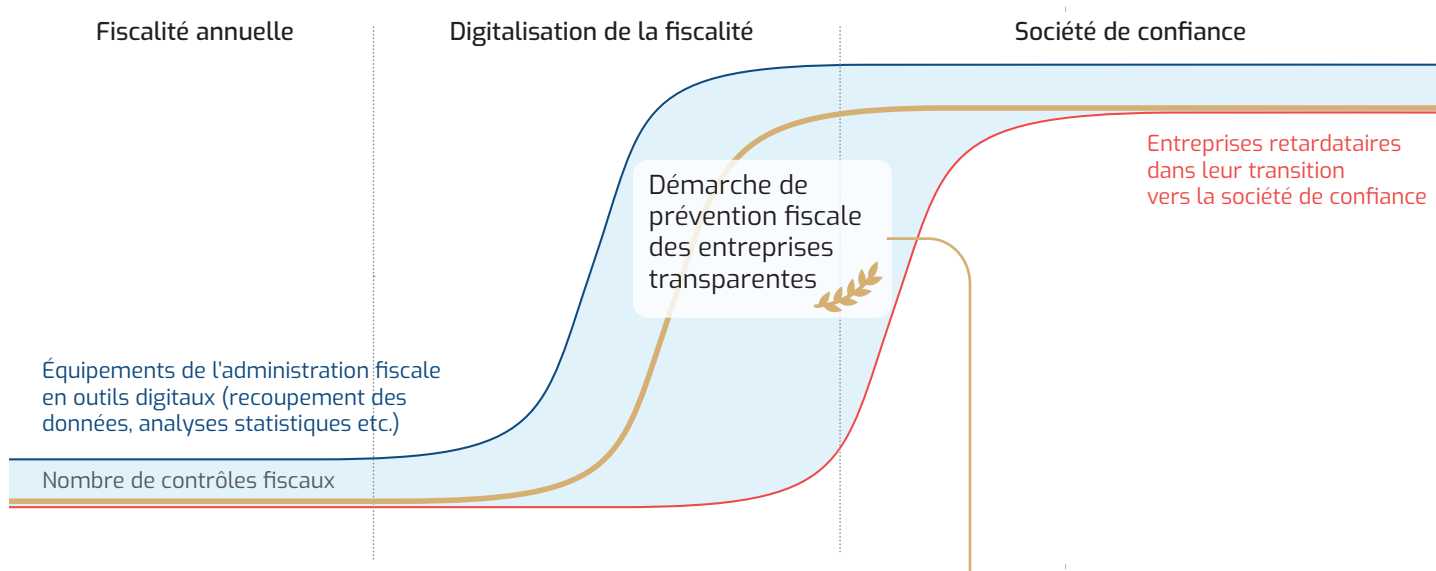 Fiscalité annuelle
Digitalisation de la fiscalité
Société de confiance
Entreprises retardataires
dans leur transition
vers la société de confiance
Démarche de
prévention fiscale
des entreprises
transparentes
Équipements de l'administration fiscale
en outils digitaux (recoupement des
données, analyses statistiques etc.)
Nombre de contrôles fiscaux